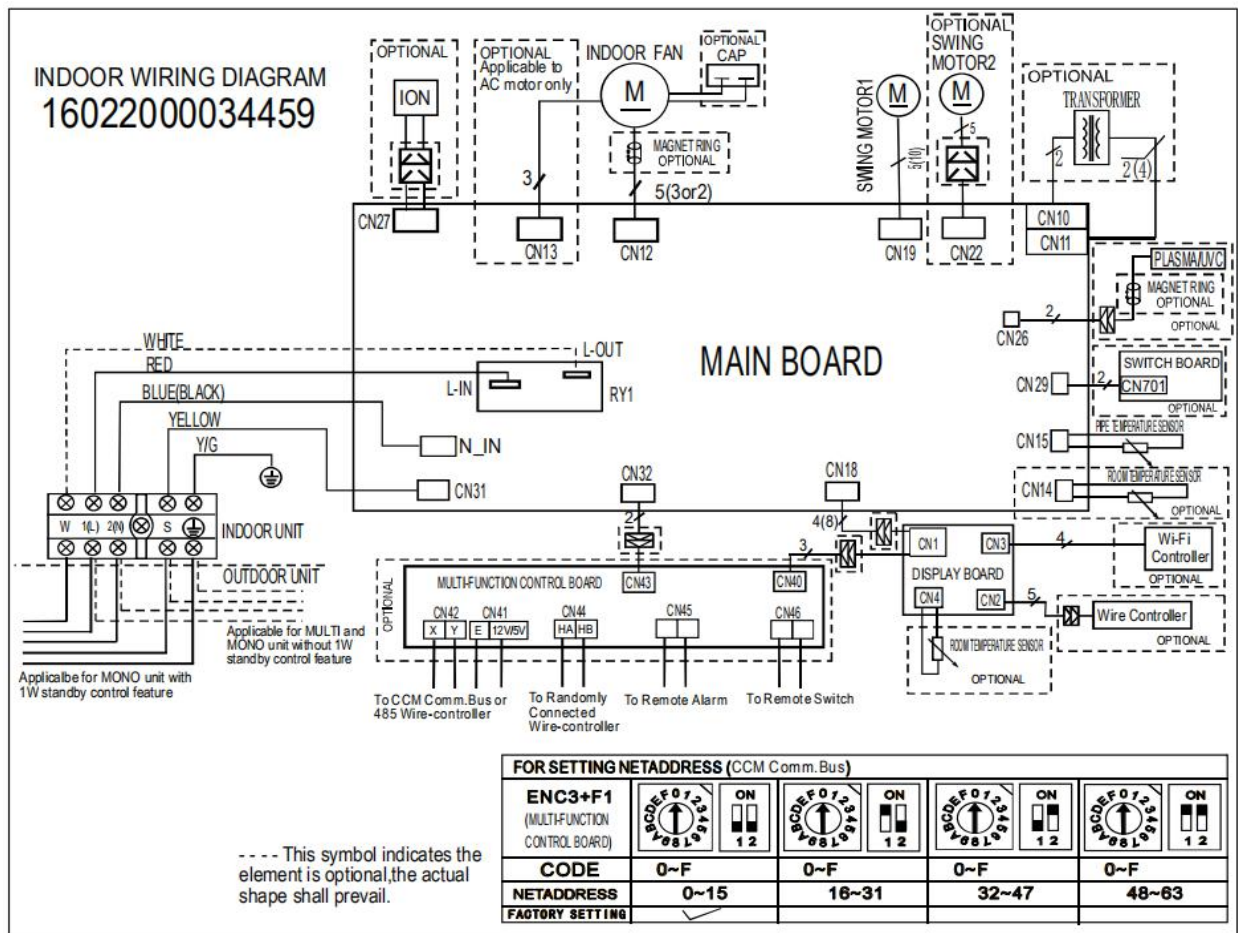 INDOOR WIRING DIAGRAM
16022000034459
OPTIONAL
ION
CN27
OPTIONAL
Applicable to
AC motor only
3
CN13
INDOOR FAN
M
OPTIONAL
CAP
MAGNET RING
OPTIONAL
5(3or2)
CN12
SWING MOTOR1
M
5(10)
CN19
OPTIONAL
SWING
MOTOR2
M
5
CN22
OPTIONAL
TRANSFORMER
2
2(4)
CN10
CN11
PLASMA/UVC
MAGNET RING
OPTIONAL
OPTIONAL
2
CN26
SWITCH BOARD
CN701
OPTIONAL
2
CN29
PIPE TEMPERATURE SENSOR
CN15
ROOM TEMPERATURE SENSOR
CN14
OPTIONAL
MAIN BOARD
WHITE
RED
BLUE(BLACK)
YELLOW
Y/G
L-OUT
L-IN
RY1
N_IN
CN31
CN32
2
CN18
4(8)
W 1(L) 2(N) S
INDOOR UNIT
OUTDOOR UNIT
Applicable for MULTI and
MONO unit without 1W
standby control feature
Applicalbe for MONO unit with
1W standby control feature
OPTIONAL
MULTI-FUNCTION CONTROL BOARD
CN43
CN40
3
CN42
X Y
CN41
E 12V/5V
CN44
HA HB
CN45
CN46
To CCM Comm.Bus or
485 Wire-controller
To Randomly
Connected
Wire-controller
To Remote Alarm
To Remote Switch
CN1
CN3
DISPLAY BOARD
CN4
CN2
4
Wi-Fi
Controller
OPTIONAL
5
Wire Controller
OPTIONAL
ROOM TEMPERATURE SENSOR
OPTIONAL
FOR SETTING NETADDRESS (CCM Comm.Bus)
ENC3+F1
(MULTI-FUNCTION
CONTROL BOARD)
0123456789ABCDEF
ON
1 2
0123456789ABCDEF
ON
1 2
0123456789ABCDEF
ON
1 2
0123456789ABCDEF
ON
1 2
CODE 0~F 0~F 0~F 0~F
NETADDRESS 0~15 16~31 32~47 48~63
FACTORY SETTING ✓
- - - - This symbol indicates the
element is optional,the actual
shape shall prevail.